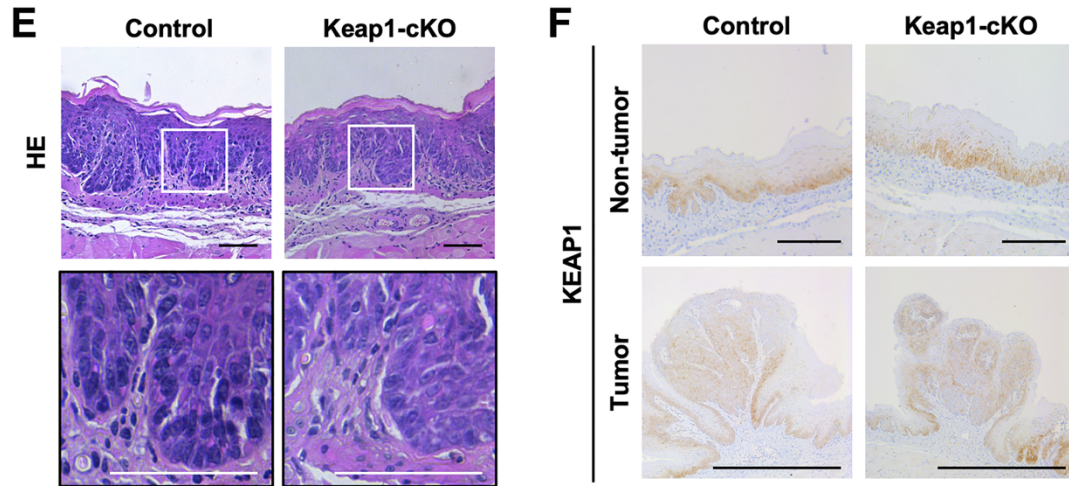 E
Control
Keap1-cKO
HE
F
Control
Keap1-cKO
KEAP1
Non-tumor
Tumor